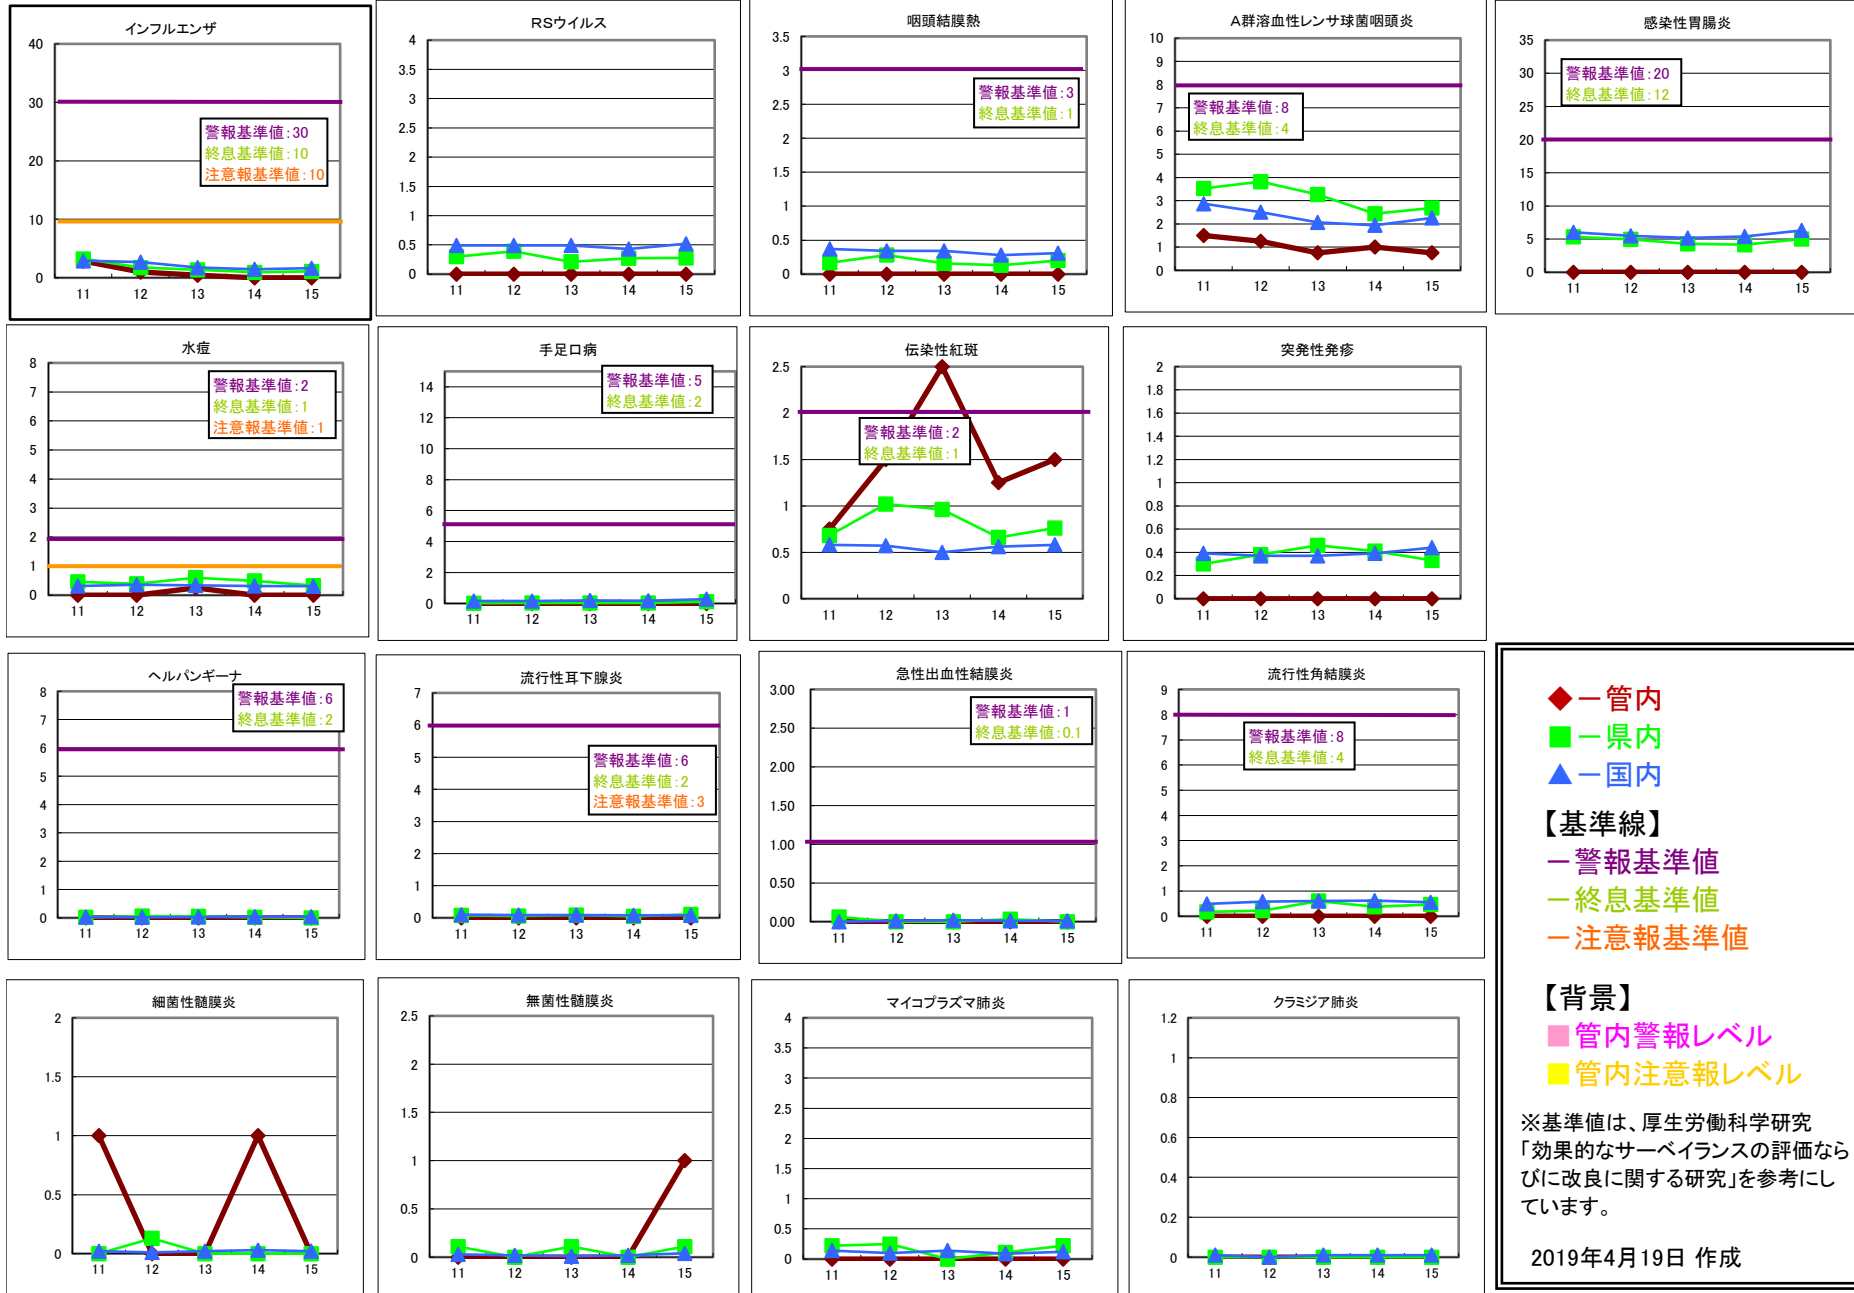 インフルエンザ
40
30
20
10
0
警報基準値:30
終息基準値:10
注意報基準値:10
11 12 13 14 15
RSウイルス
4
3.5
3
2.5
2
1.5
1
0.5
0
11 12 13 14 15
咽頭結膜熱
3.5
3
2.5
2
1.5
1
0.5
0
警報基準値:3
終息基準値:1
11 12 13 14 15
A群溶血性レンサ球菌咽頭炎
10
9
8
7
6
5
4
3
2
1
0
警報基準値:8
終息基準値:4
11 12 13 14 15
感染性胃腸炎
35
30
25
20
15
10
5
0
警報基準値:20
終息基準値:12
11 12 13 14 15
水痘
8
7
6
5
4
3
2
1
0
警報基準値:2
終息基準値:1
注意報基準値:1
11 12 13 14 15
手足口病
14
12
10
8
6
4
2
0
警報基準値:5
終息基準値:2
11 12 13 14 15
伝染性紅斑
2.5
2
1.5
1
0.5
0
警報基準値:2
終息基準値:1
11 12 13 14 15
突発性発疹
2
1.8
1.6
1.4
1.2
1
0.8
0.6
0.4
0.2
0
11 12 13 14 15
ヘルパンギーナ
8
7
6
5
4
3
2
1
0
警報基準値:6
終息基準値:2
11 12 13 14 15
流行性耳下腺炎
7
6
5
4
3
2
1
0
警報基準値:6
終息基準値:2
注意報基準値:3
11 12 13 14 15
急性出血性結膜炎
3.00
2.50
2.00
1.50
1.00
0.50
0.00
警報基準値:1
終息基準値:0.1
11 12 13 14 15
流行性角結膜炎
9
8
7
6
5
4
3
2
1
0
警報基準値:8
終息基準値:4
11 12 13 14 15
細菌性髄膜炎
2
1.5
1
0.5
0
11 12 13 14 15
無菌性髄膜炎
2.5
2
1.5
1
0.5
0
11 12 13 14 15
マイコプラズマ肺炎
4
3.5
3
2.5
2
1.5
1
0.5
0
11 12 13 14 15
クラミジア肺炎
1.2
1
0.8
0.6
0.4
0.2
0
11 12 13 14 15
◆－管内
■－県内
▲－国内
【基準線】
－警報基準値
－終息基準値
－注意報基準値
【背景】
■管内警報レベル
■管内注意報レベル
※基準値は、厚生労働科学研究
「効果的なサーベイランスの評価なら
びに改良に関する研究」を参考にし
ています。
2019年4月19日 作成